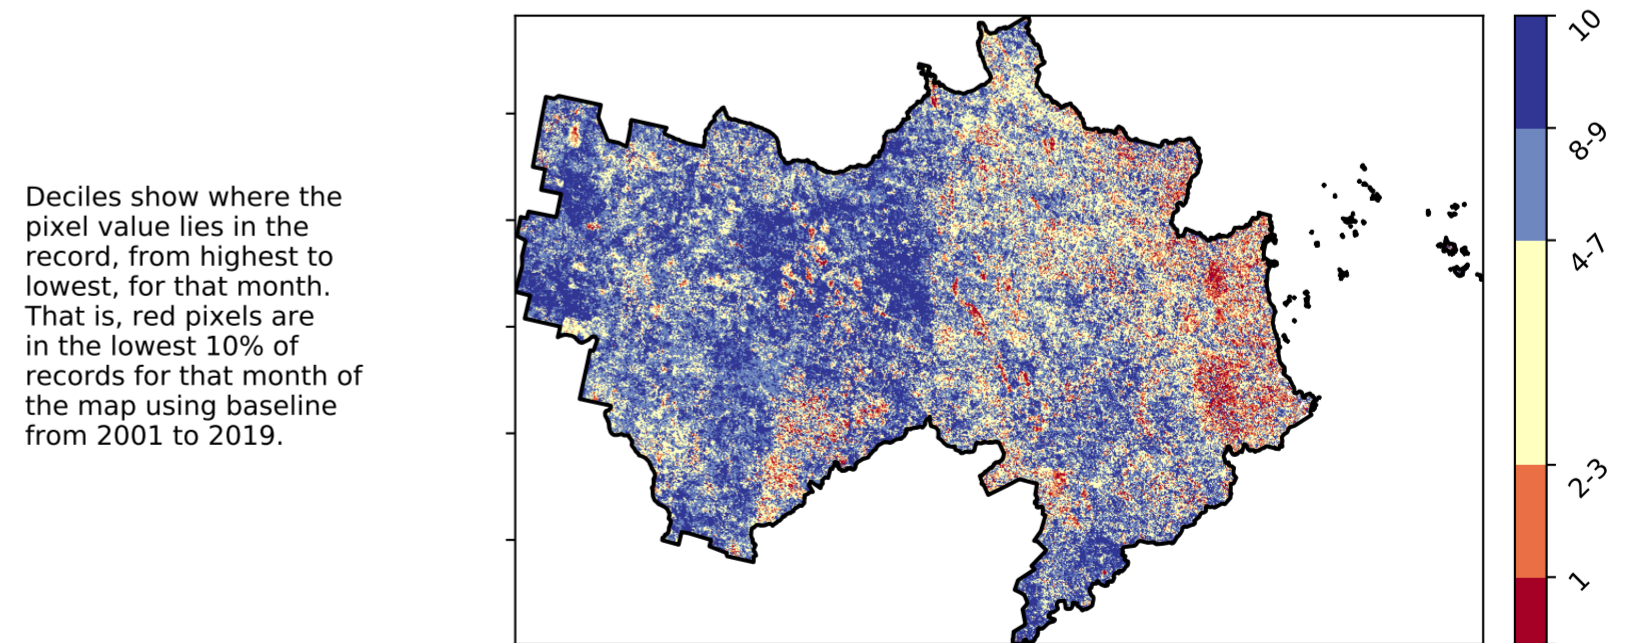 Deciles show where the
pixel value lies in the
record, from highest to
lowest, for that month.
That is, red pixels are
in the lowest 10% of
records for that month of
the map using baseline
from 2001 to 2019.
10
8-9
4-7
2-3
1